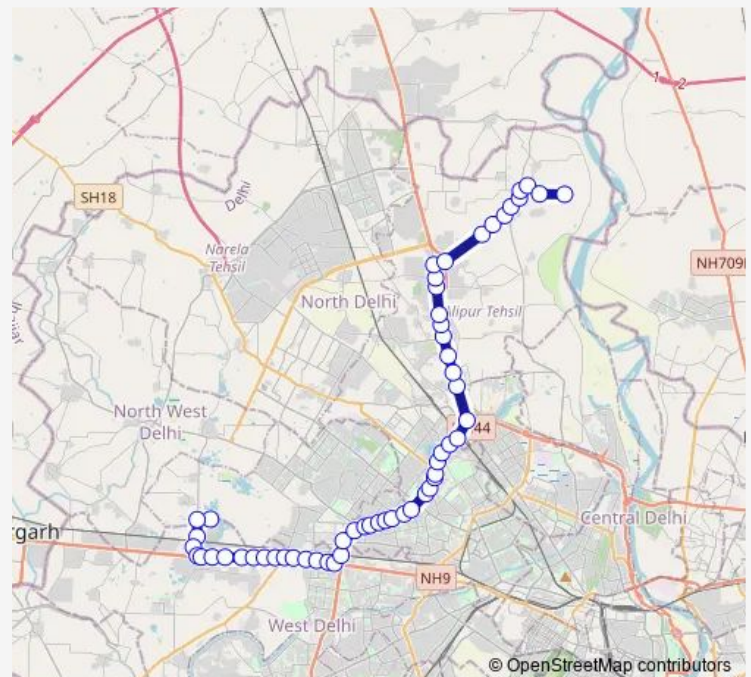 1
2
SH18
Delhi
Narela
Tehsil
NH709
North Delhi
Alipur Tehsil
North West
Delhi
44
Central Delhi
rgarh
NH9
West Delhi
© OpenStreetMap contributors